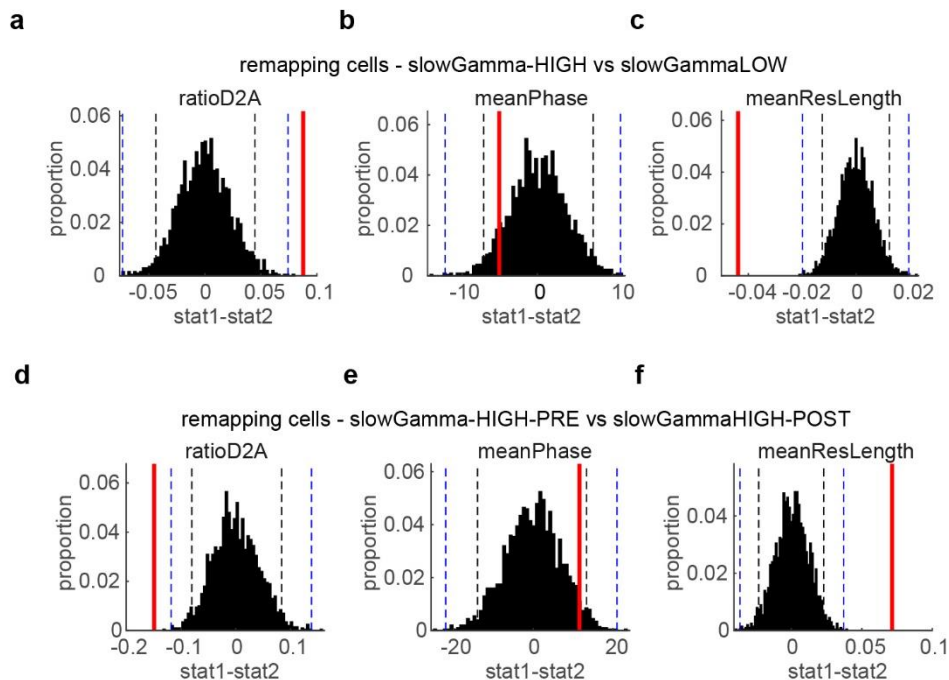 a b c
remapping cells - slowGamma-HIGH vs slowGammaLOW
ratioD2A meanPhase meanResLength
0.06 0.06 0.06
0.04 0.04 0.04
0.02 0.02 0.02
0 0 0
proportion proportion proportion
-0.05 0 0.05 0.1 -10 0 10 -0.04 -0.02 0 0.02
stat1-stat2 stat1-stat2 stat1-stat2
d e f
remapping cells - slowGamma-HIGH-PRE vs slowGammaHIGH-POST
ratioD2A meanPhase meanResLength
0.06 0.06
0.04 0.04 0.04
0.02 0.02 0.02
0 0 0
proportion proportion proportion
-0.2 -0.1 0 0.1 -20 0 20 0 0.05 0.1
stat1-stat2 stat1-stat2 stat1-stat2